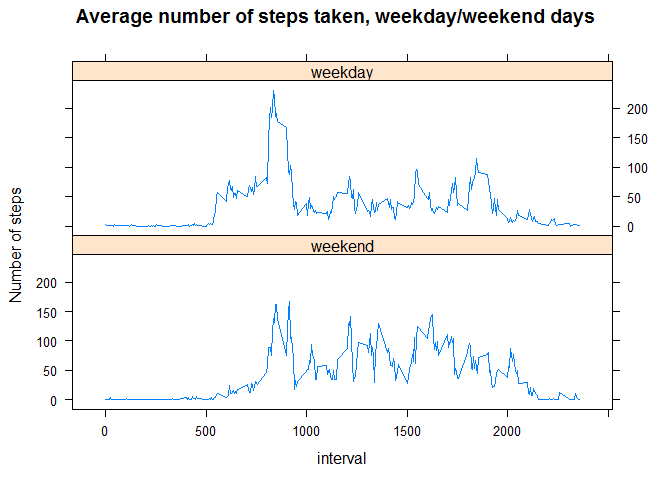 Average number of steps taken, weekday/weekend days
weekday
200
150
100
50
0
weekend
200
150
100
50
0
Number of steps
0 500 1000 1500 2000
interval